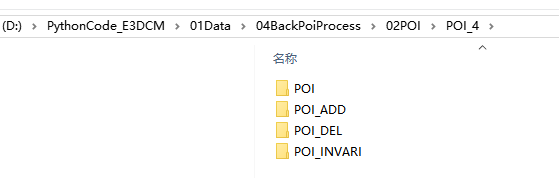 (D:) > PythonCode_E3DCM > 01Data > 04BackPoiProcess > 02POI > POI_4 >
名称
POI
POI_ADD
POI_DEL
POI_INVARI